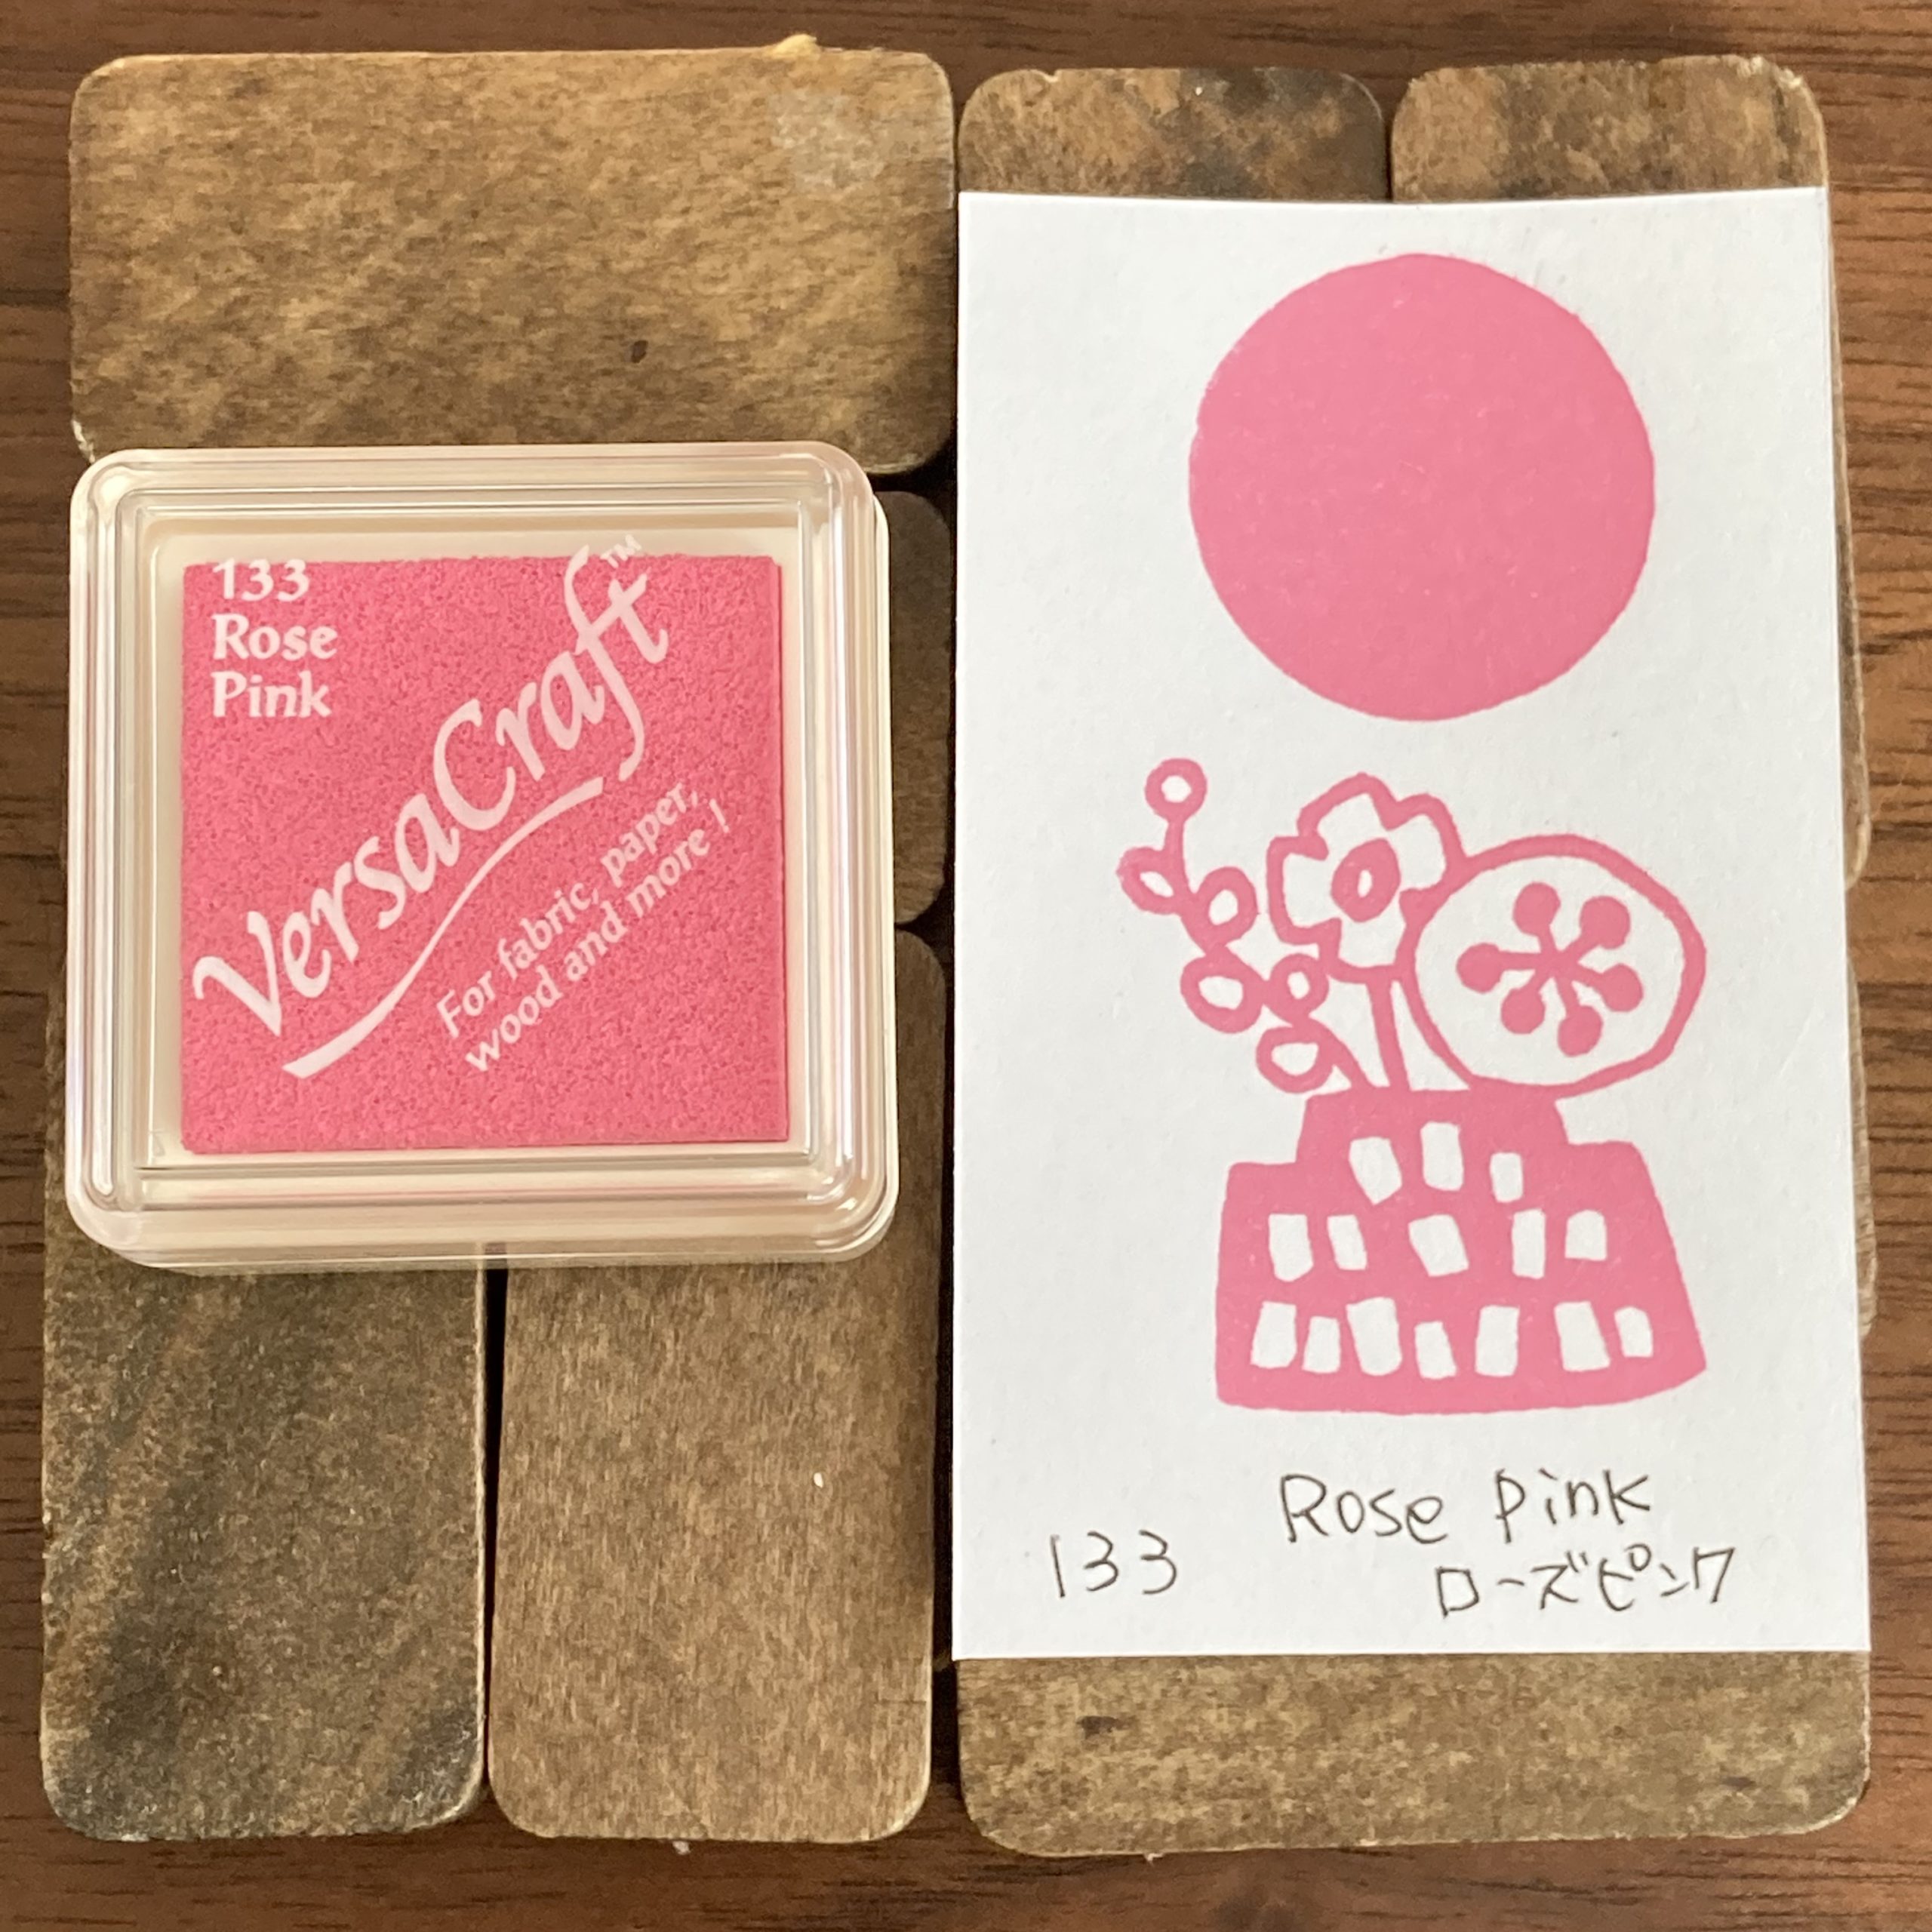 133
Rose
Pink
VersaCraft™
For fabric, paper,
wood and more !
Rose Pink
133
ローズピンク